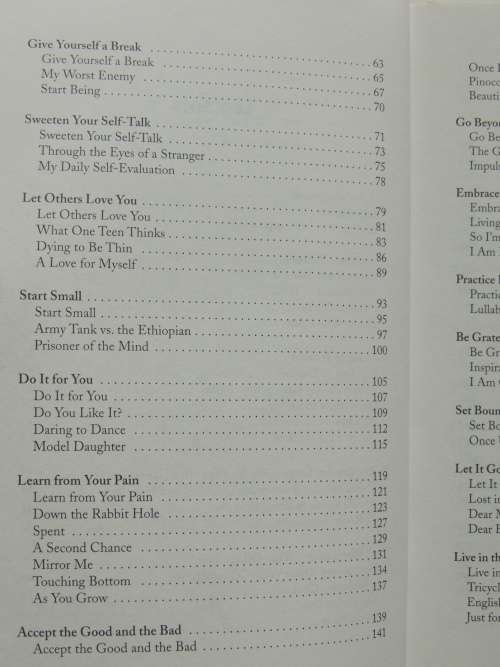 Give Yourself a Break 63
Give Yourself a Break 65
My Worst Enemy 67
Start Being 70
Sweeten Your Self-Talk 71
Sweeten Your Self-Talk 73
Through the Eyes of a Stranger 75
My Daily Self-Evaluation 78
Let Others Love You 79
Let Others Love You 81
What One Teen Thinks 83
Dying to Be Thin 86
A Love for Myself 89
Start Small 93
Start Small 95
Army Tank vs. the Ethiopian 97
Prisoner of the Mind 100
Do It for You 105
Do It for You 107
Do You Like It? 109
Daring to Dance 112
Model Daughter 115
Learn from Your Pain 119
Learn from Your Pain 121
Down the Rabbit Hole 123
Spent 127
A Second Chance 129
Mirror Me 131
Touching Bottom 134
As You Grow 137
Accept the Good and the Bad 139
Accept the Good and the Bad 141
Once
Pinocc
Beauti
Go Beyon
Go Be
The G
Impuls
Embrace
Embra
Living
So I'm
I Am
Practice
Practic
Lullab
Be Grate
Be Gr
Inspira
I Am
Set Boun
Set Bo
Once
Let It Go
Let It
Lost in
Dear
Dear
Live in th
Live in
Tricycl
English
Just for